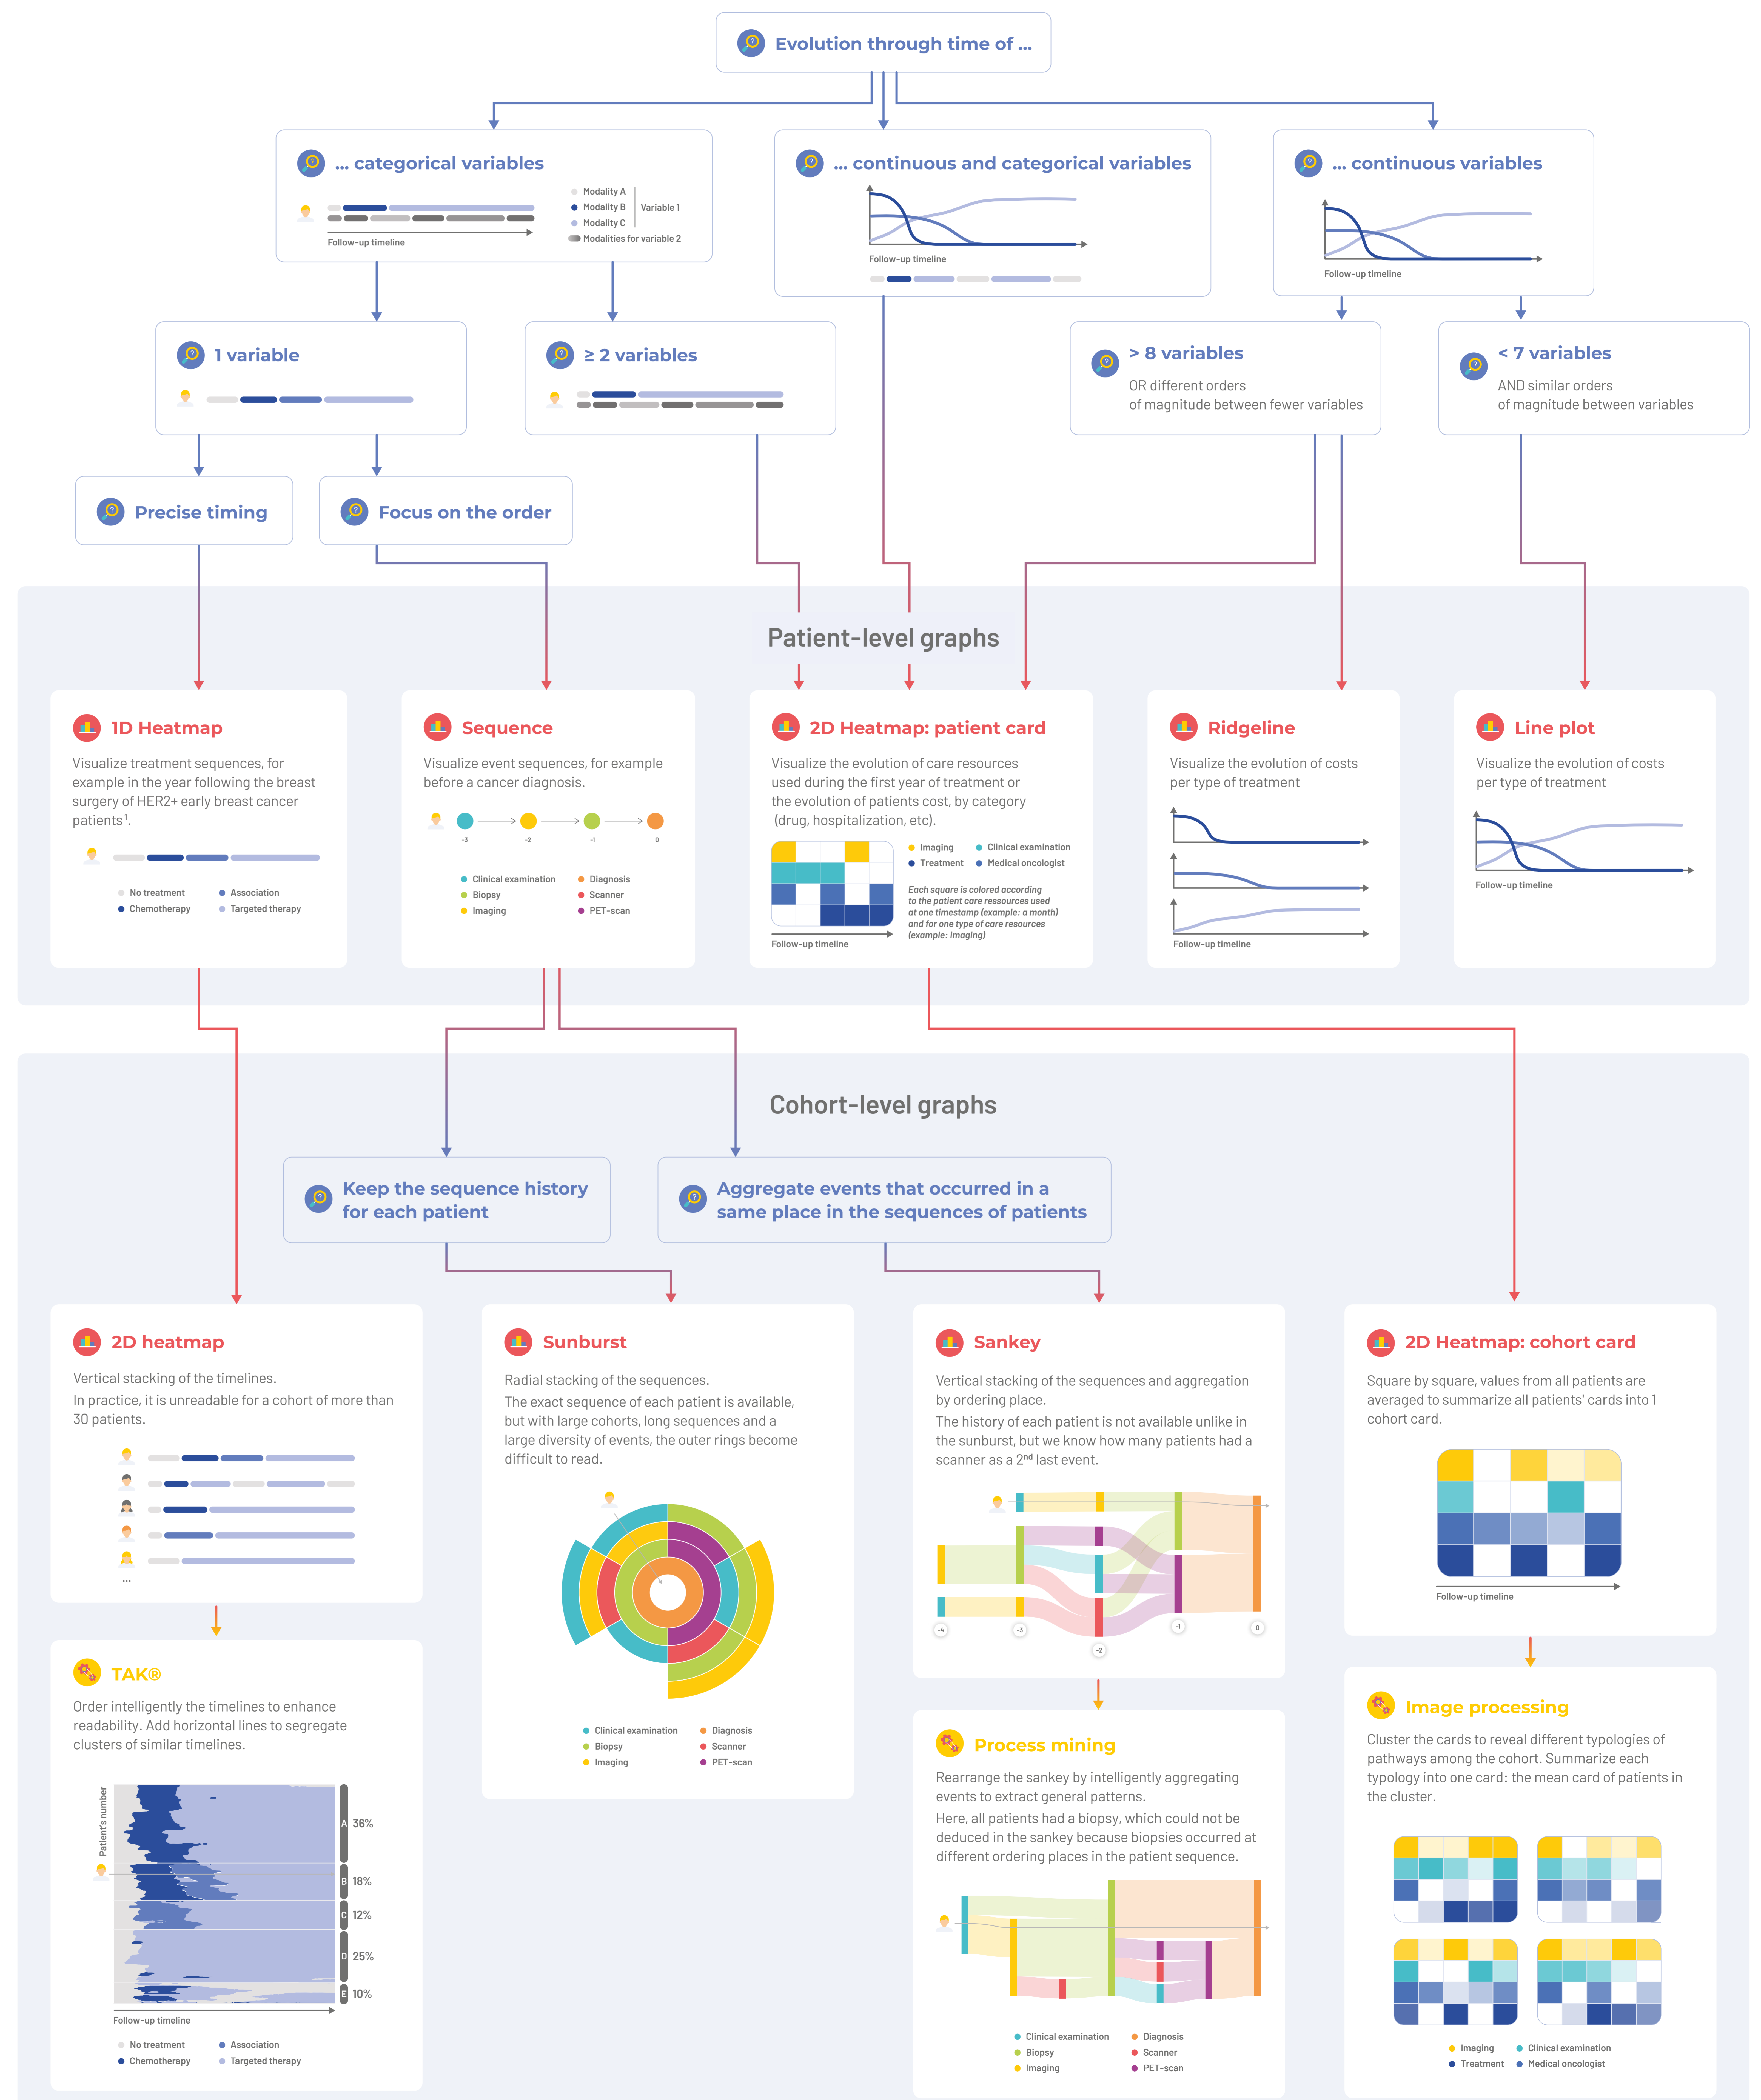 Evolution through time of ...
... categorical variables
Modality A
Modality B
Modality C
Variable 1
Modalities for variable 2
Follow-up timeline
... continuous and categorical variables
Follow-up timeline
... continuous variables
Follow-up timeline
1 variable
≥ 2 variables
> 8 variables
OR different orders
of magnitude between fewer variables
< 7 variables
AND similar orders
of magnitude between variables
Precise timing
Focus on the order
Patient-level graphs
1D Heatmap
Visualize treatment sequences, for
example in the year following the breast
surgery of HER2+ early breast cancer
patients¹.
No treatment
Association
Chemotherapy
Targeted therapy
Sequence
Visualize event sequences, for example
before a cancer diagnosis.
-3
-2
-1
0
Clinical examination
Diagnosis
Biopsy
Scanner
Imaging
PET-scan
2D Heatmap: patient card
Visualize the evolution of care resources
used during the first year of treatment or
the evolution of patients cost, by category
(drug, hospitalization, etc).
Imaging
Clinical examination
Treatment
Medical oncologist
Each square is colored according
to the patient care ressources used
at one timestamp (example: a month)
and for one type of care resources
(example: imaging)
Follow-up timeline
Ridgeline
Visualize the evolution of costs
per type of treatment
Follow-up timeline
Line plot
Visualize the evolution of costs
per type of treatment
Follow-up timeline
Cohort-level graphs
Keep the sequence history
for each patient
Aggregate events that occurred in a
same place in the sequences of patients
2D heatmap
Vertical stacking of the timelines.
In practice, it is unreadable for a cohort of more than
30 patients.
...
Sunburst
Radial stacking of the sequences.
The exact sequence of each patient is available,
but with large cohorts, long sequences and a
large diversity of events, the outer rings become
difficult to read.
Clinical examination
Diagnosis
Biopsy
Scanner
Imaging
PET-scan
Sankey
Vertical stacking of the sequences and aggregation
by ordering place.
The history of each patient is not available unlike in
the sunburst, but we know how many patients had a
scanner as a 2nd last event.
-4
-3
-2
-1
0
2D Heatmap: cohort card
Square by square, values from all patients are
averaged to summarize all patients' cards into 1
cohort card.
Follow-up timeline
TAK®
Order intelligently the timelines to enhance
readability. Add horizontal lines to segregate
clusters of similar timelines.
Patient's number
A 36%
B 18%
C 12%
D 25%
E 10%
Follow-up timeline
No treatment
Association
Chemotherapy
Targeted therapy
Process mining
Rearrange the sankey by intelligently aggregating
events to extract general patterns.
Here, all patients had a biopsy, which could not be
deduced in the sankey because biopsies occurred at
different ordering places in the patient sequence.
Clinical examination
Diagnosis
Biopsy
Scanner
Imaging
PET-scan
Image processing
Cluster the cards to reveal different typologies of
pathways among the cohort. Summarize each
typology into one card: the mean card of patients in
the cluster.
Imaging
Clinical examination
Treatment
Medical oncologist